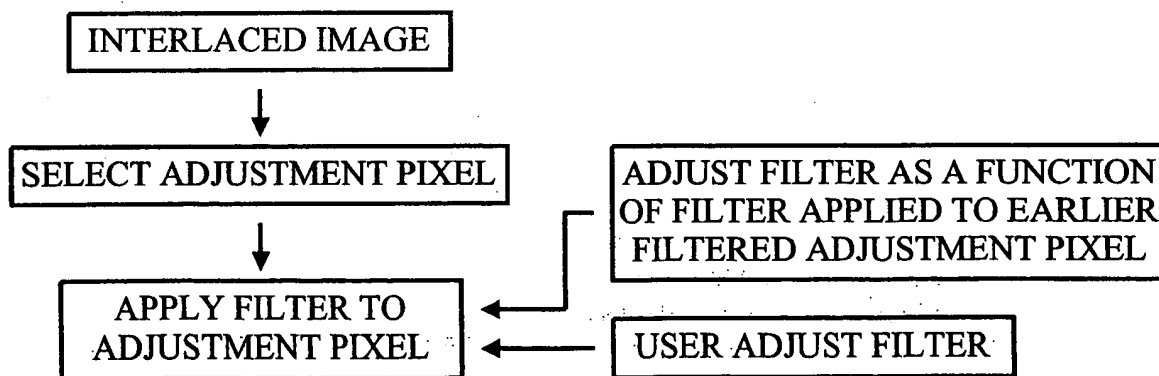 INTERLACED IMAGE
SELECT ADJUSTMENT PIXEL
ADJUST FILTER AS A FUNCTION
OF FILTER APPLIED TO EARLIER
FILTERED ADJUSTMENT PIXEL
APPLY FILTER TO
ADJUSTMENT PIXEL
USER ADJUST FILTER